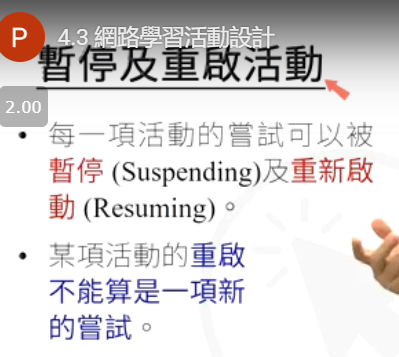 P
4.3 網路學習活動設計
暫停及重啟活動
2.00
• 每一項活動的嘗試可以被
暫停 (Suspending)及重新啟
動 (Resuming)。
• 某項活動的重啟
不能算是一項新
的嘗試。